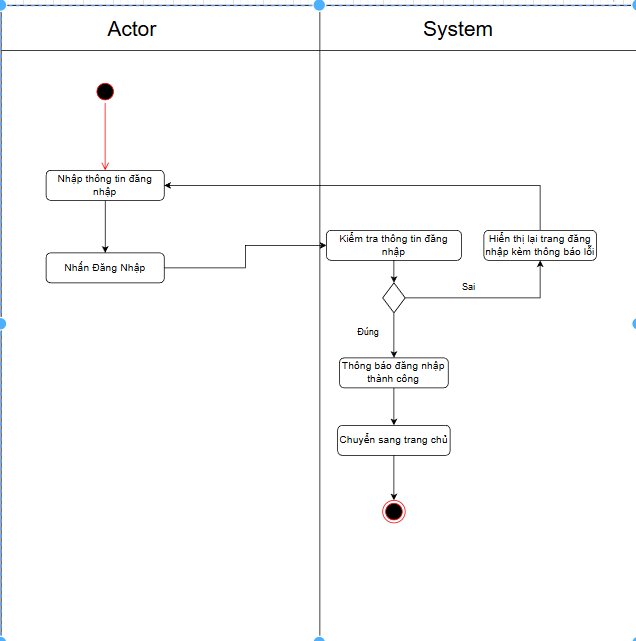 Actor
System
Nhập thông tin đăng
nhập
Nhấn Đăng Nhập
Kiểm tra thông tin đăng
nhập
Hiển thị lại trang đăng
nhập kèm thông báo lỗi
Sai
Đúng
Thông báo đăng nhập
thành công
Chuyển sang trang chủ